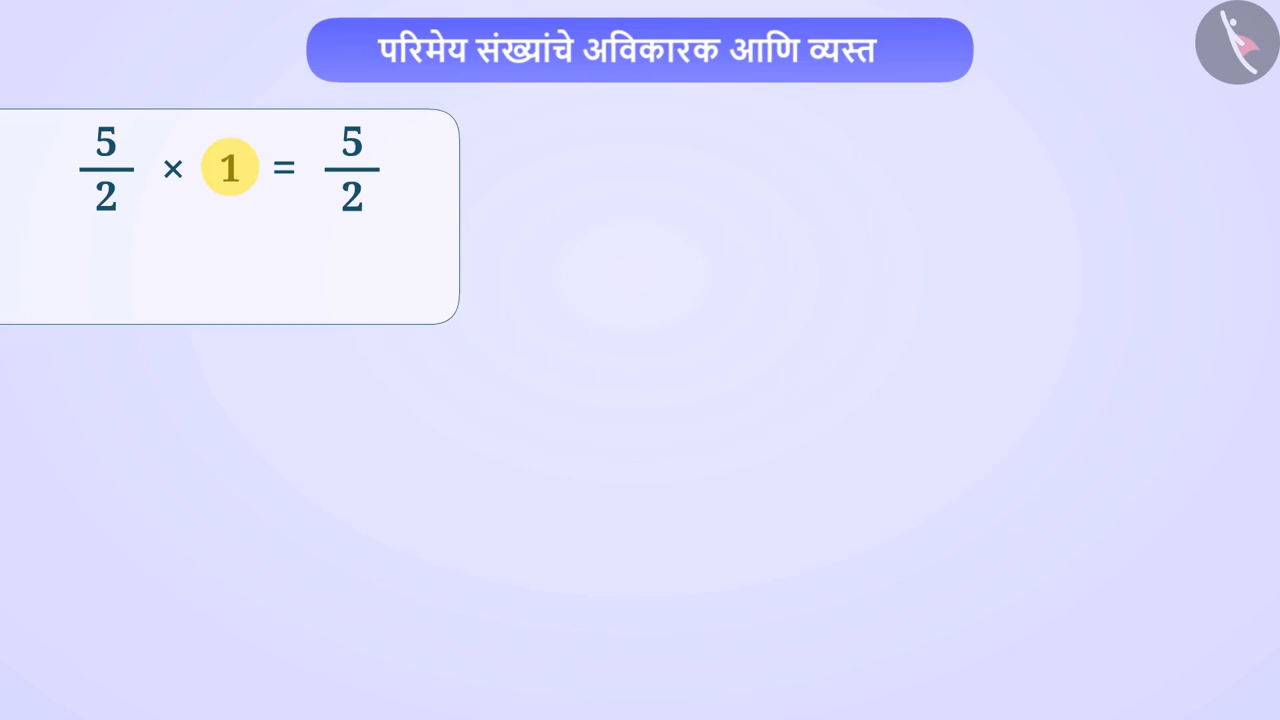 परिमेय संख्यांचे अविकारक आणि व्यस्त
5/2 × 1 = 5/2